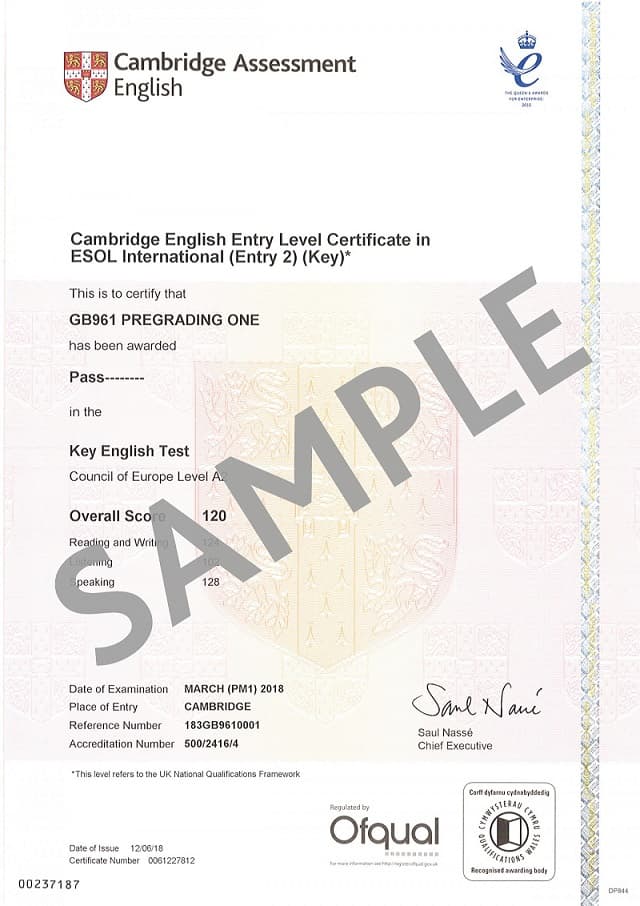 Cambridge Assessment
English
THE QUEEN'S AWARDS
FOR ENTERPRISE:
Cambridge English Entry Level Certificate in
ESOL International (Entry 2) (Key)*
This is to certify that
GB961 PREGRADING ONE
has been awarded
Pass--------
in the
Key English Test
Council of Europe Level A2
Overall Score 120
Reading and Writing 124
Listening 102
Speaking 128
SAMPLE
Date of Examination MARCH (PM1) 2018
Place of Entry CAMBRIDGE
Reference Number 183GB9610001
Accreditation Number 500/2416/4
Saul Nassé
Saul Nassé
Chief Executive
*This level refers to the UK National Qualifications Framework
Regulated by
Ofqual
For more information see http://register.ofqual.gov.uk
Corff dyfarnu cydnabyddedig
CYMWYSTERAU CYMRU
QUALIFICATIONS WALES
Recognised awarding body
Date of Issue 12/06/18
Certificate Number 0061227812
00237187
DP844